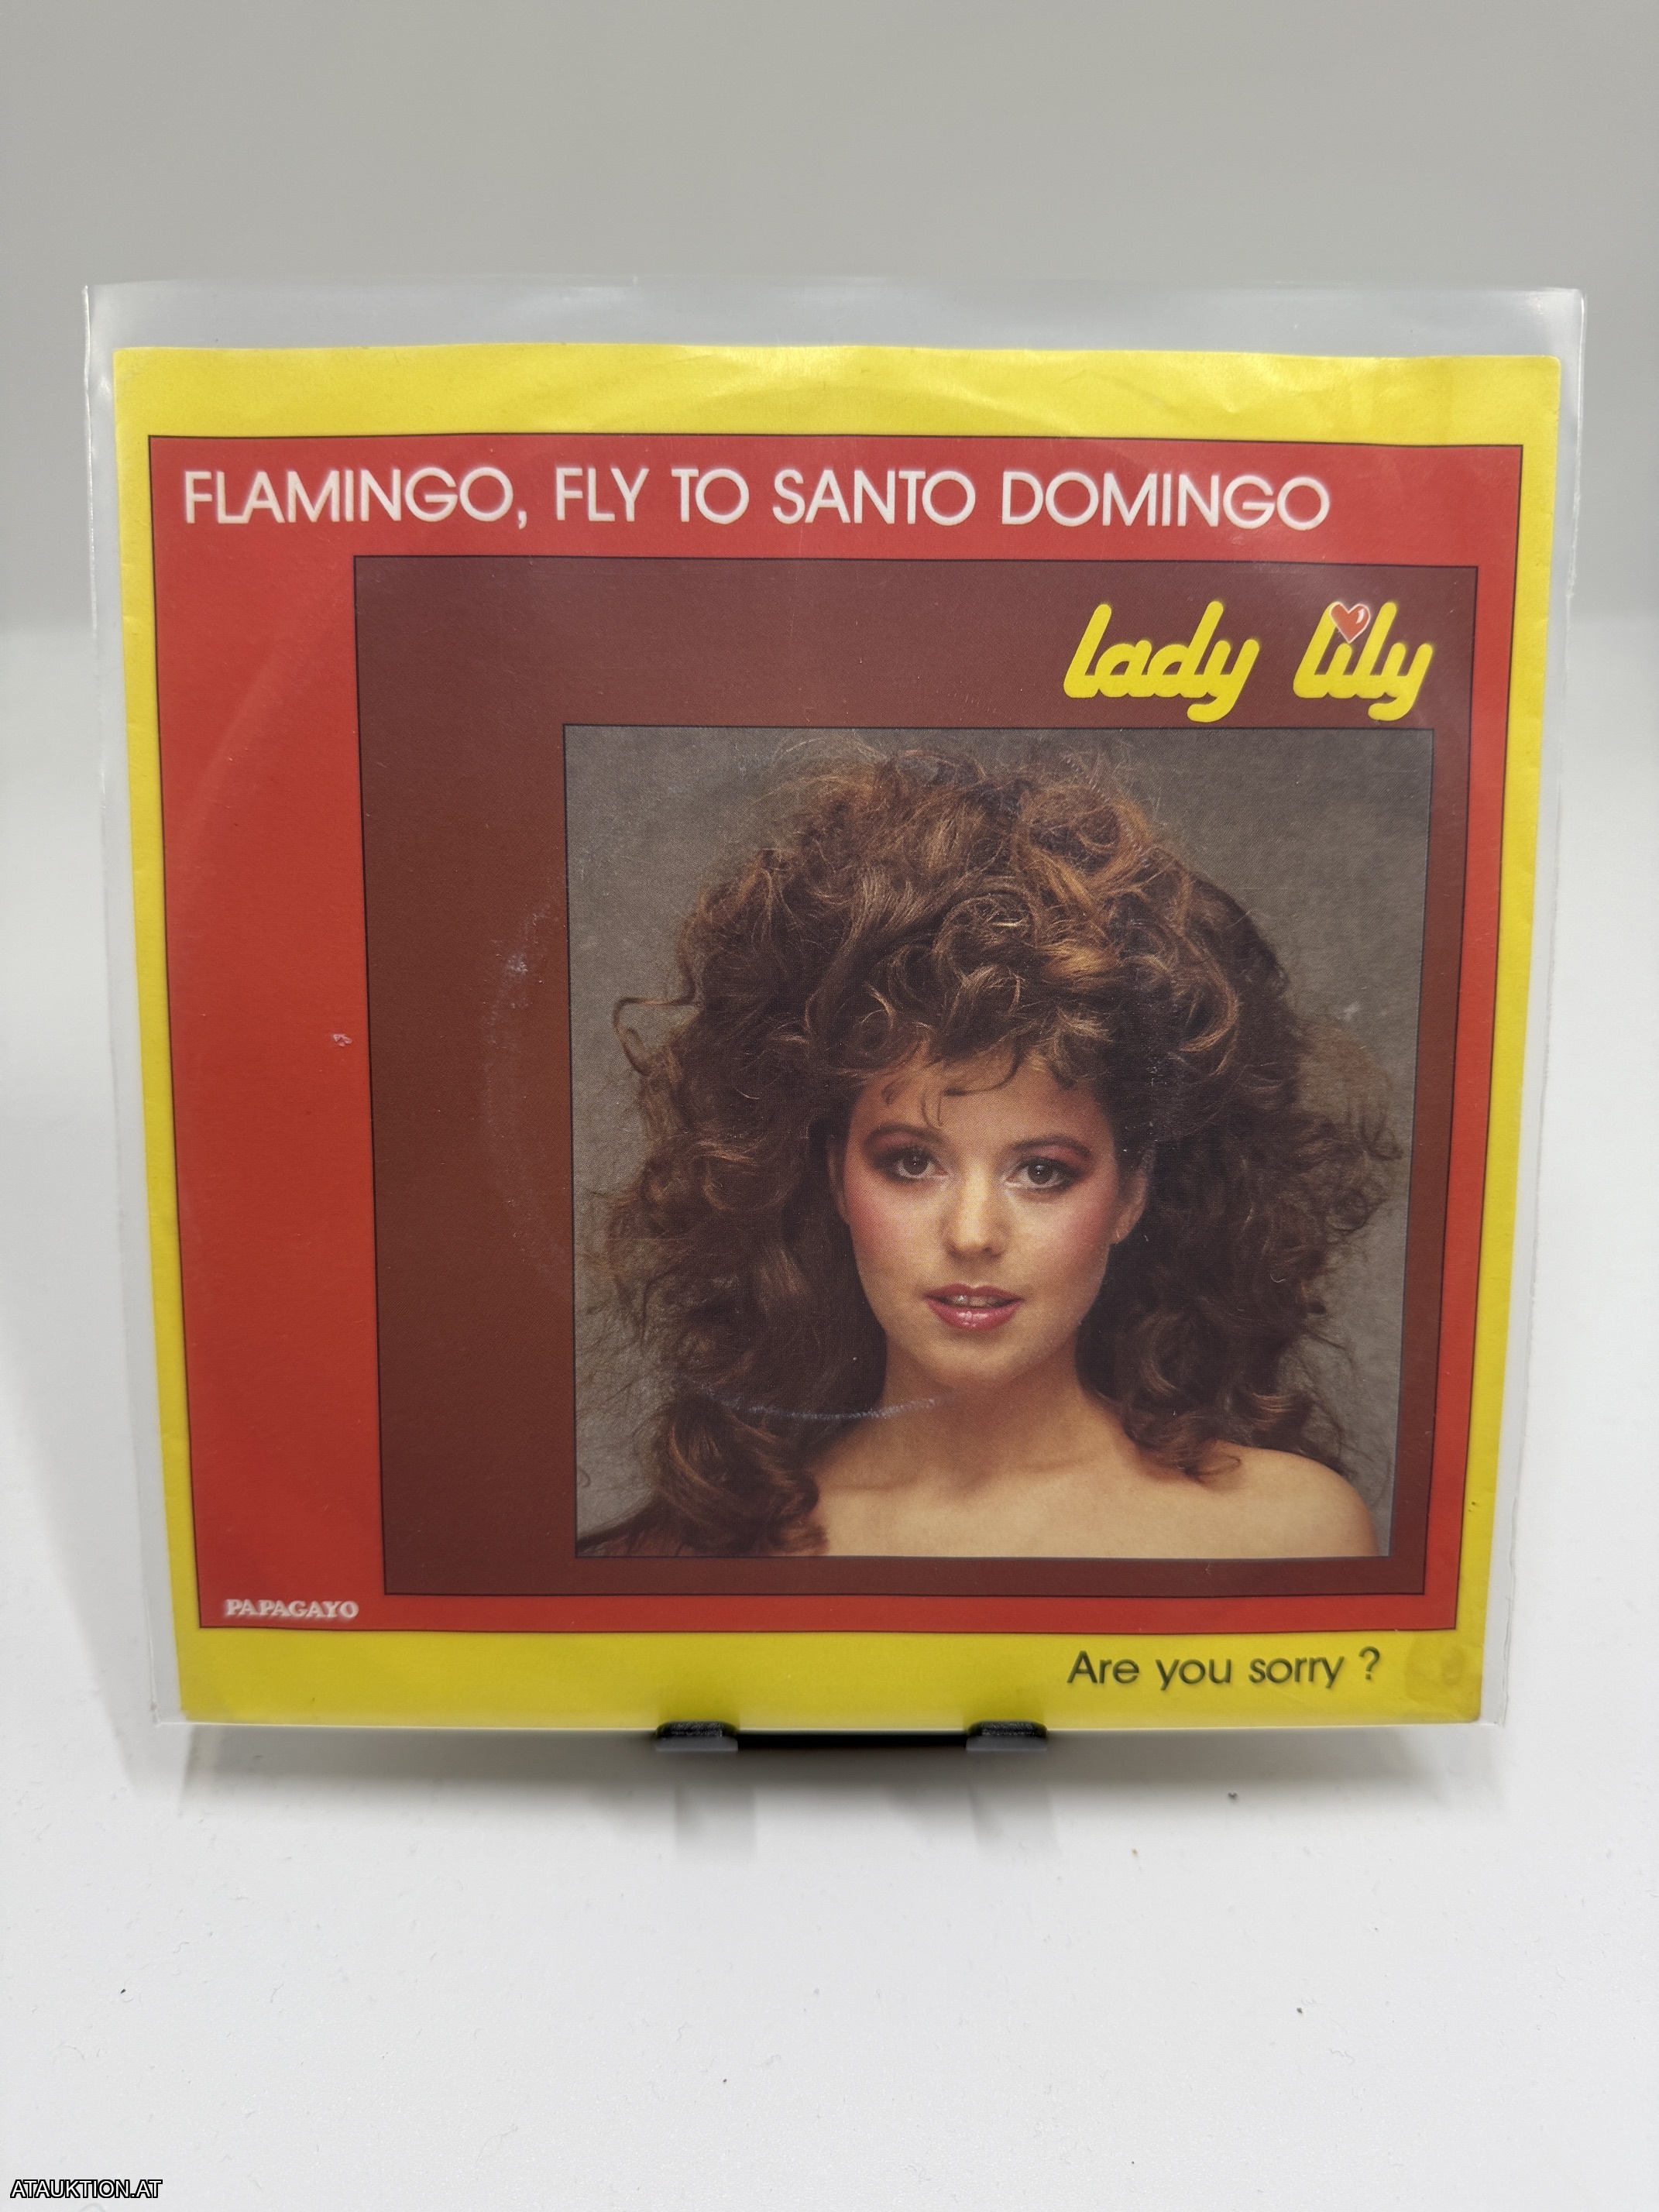 FLAMINGO, FLY TO SANTO DOMINGO
lady lily
PAPAGAYO
Are you sorry ?
ATAUKTION.AT